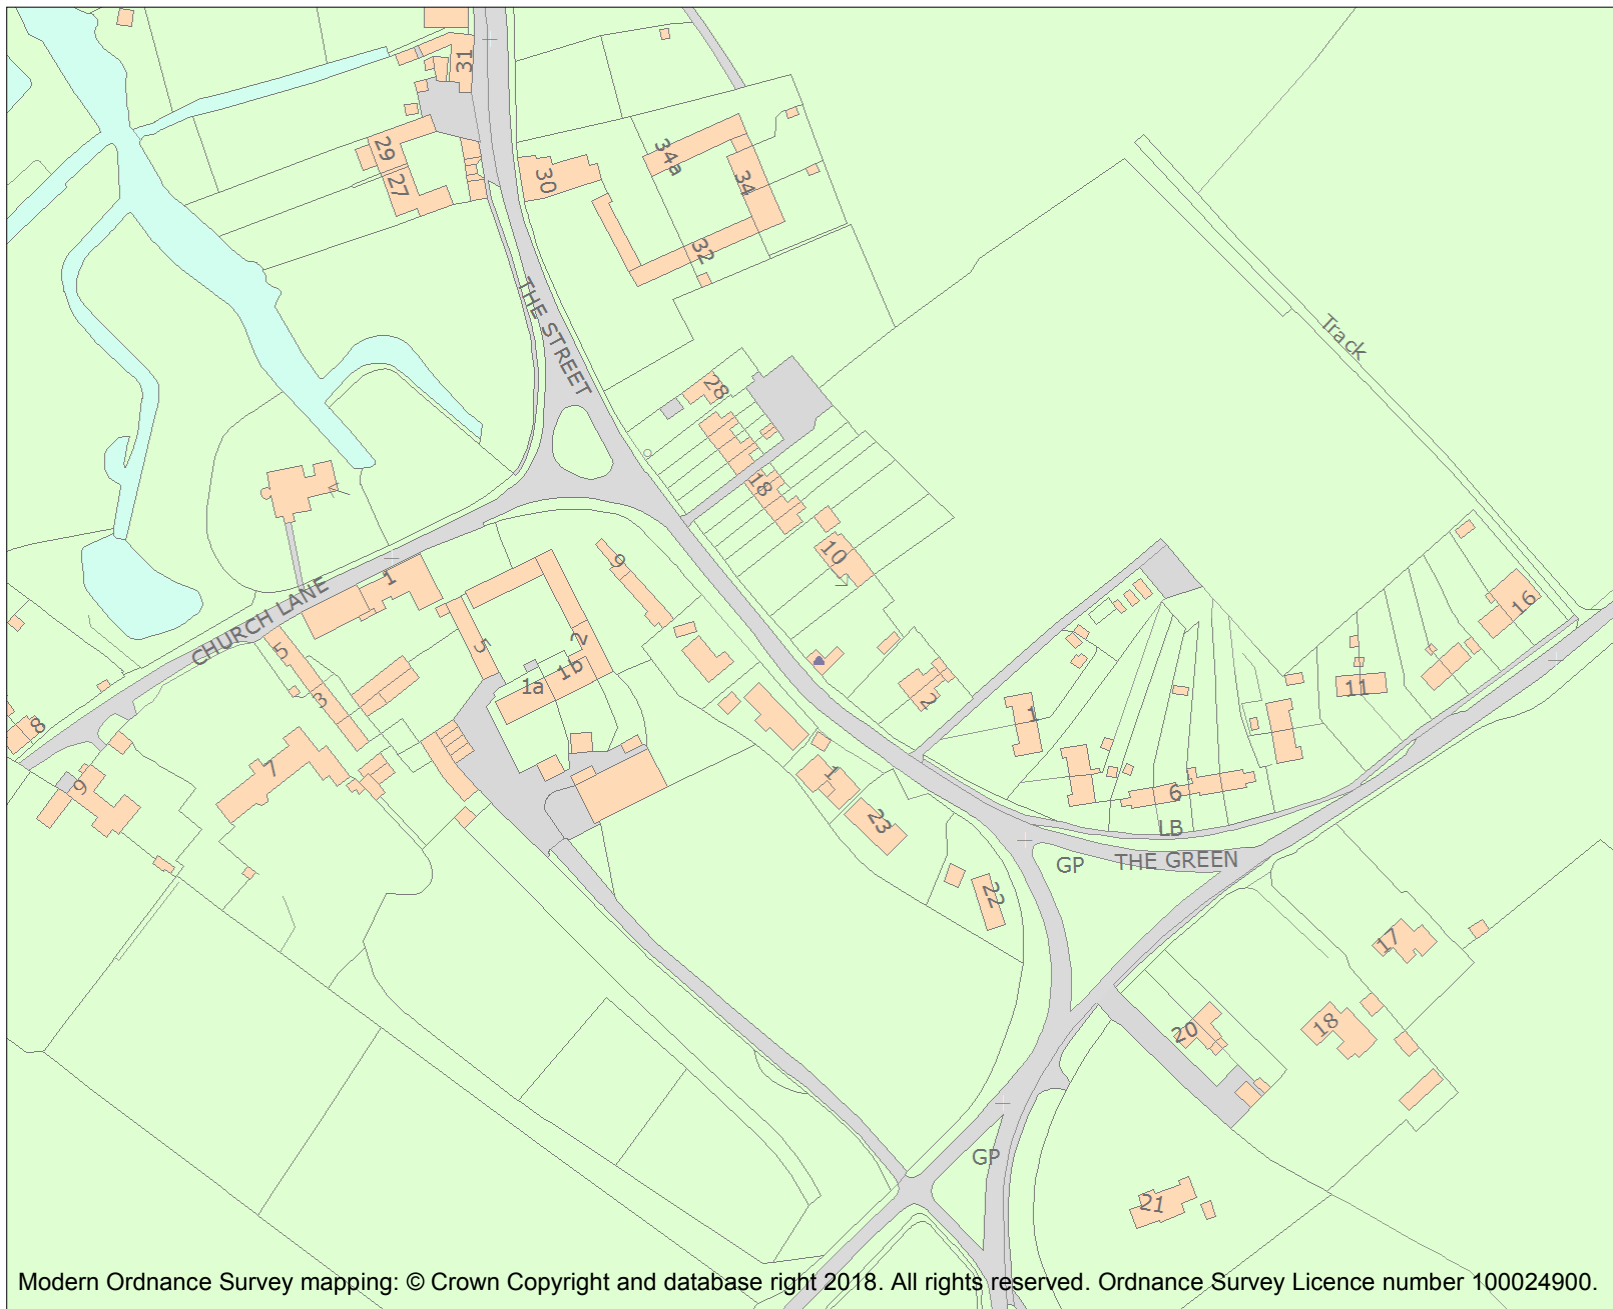 31
29
27
30
34a
34
32
THE STREET
Track
28
18
10
9
1
CHURCH LANE
5
3
5
2
1b
1a
2
1
11
16
8
7
9
6
1
23
LB
THE GREEN
GP
22
17
20
18
GP
21
Modern Ordnance Survey mapping: © Crown Copyright and database right 2018. All rights reserved. Ordnance Survey Licence number 100024900.